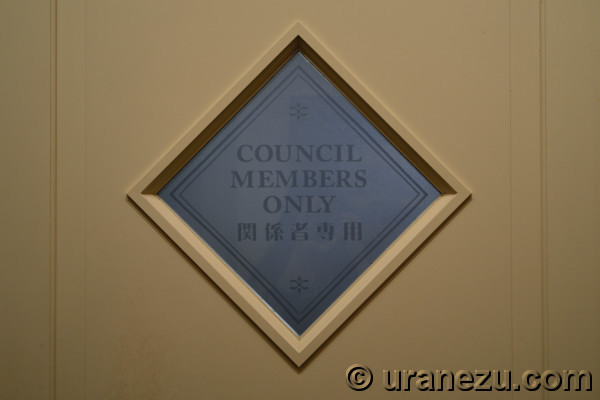 COUNCIL
MEMBERS
ONLY
関係者専用
© uranezu.com